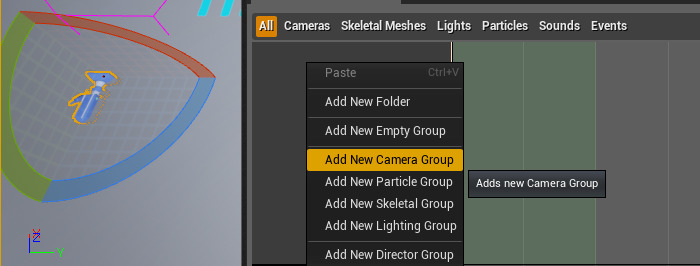 All Cameras Skeletal Meshes Lights Particles Sounds Events
Paste Ctrl+V
Add New Folder
Add New Empty Group
Add New Camera Group
Add New Particle Group
Adds new Camera Group
Add New Skeletal Group
Add New Lighting Group
Add New Director Group